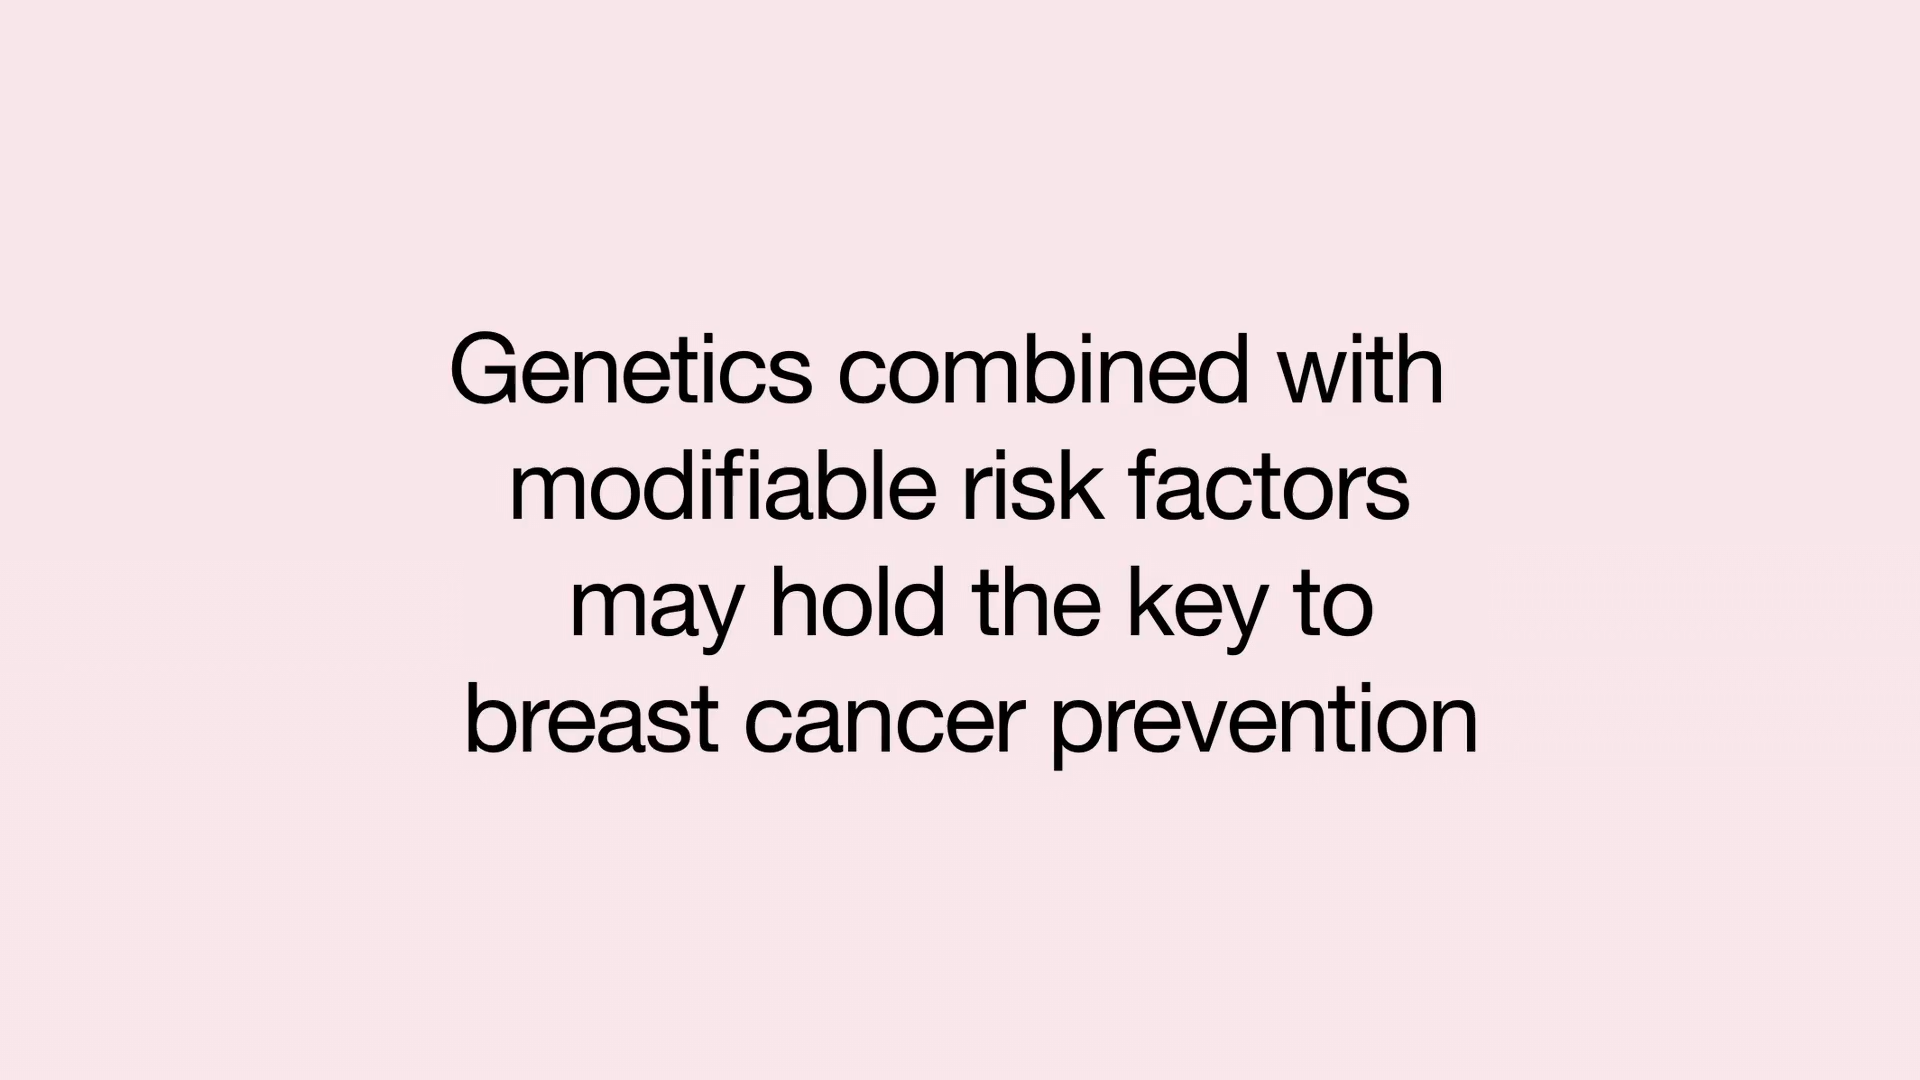 Genetics combined with
modifiable risk factors
may hold the key to
breast cancer prevention